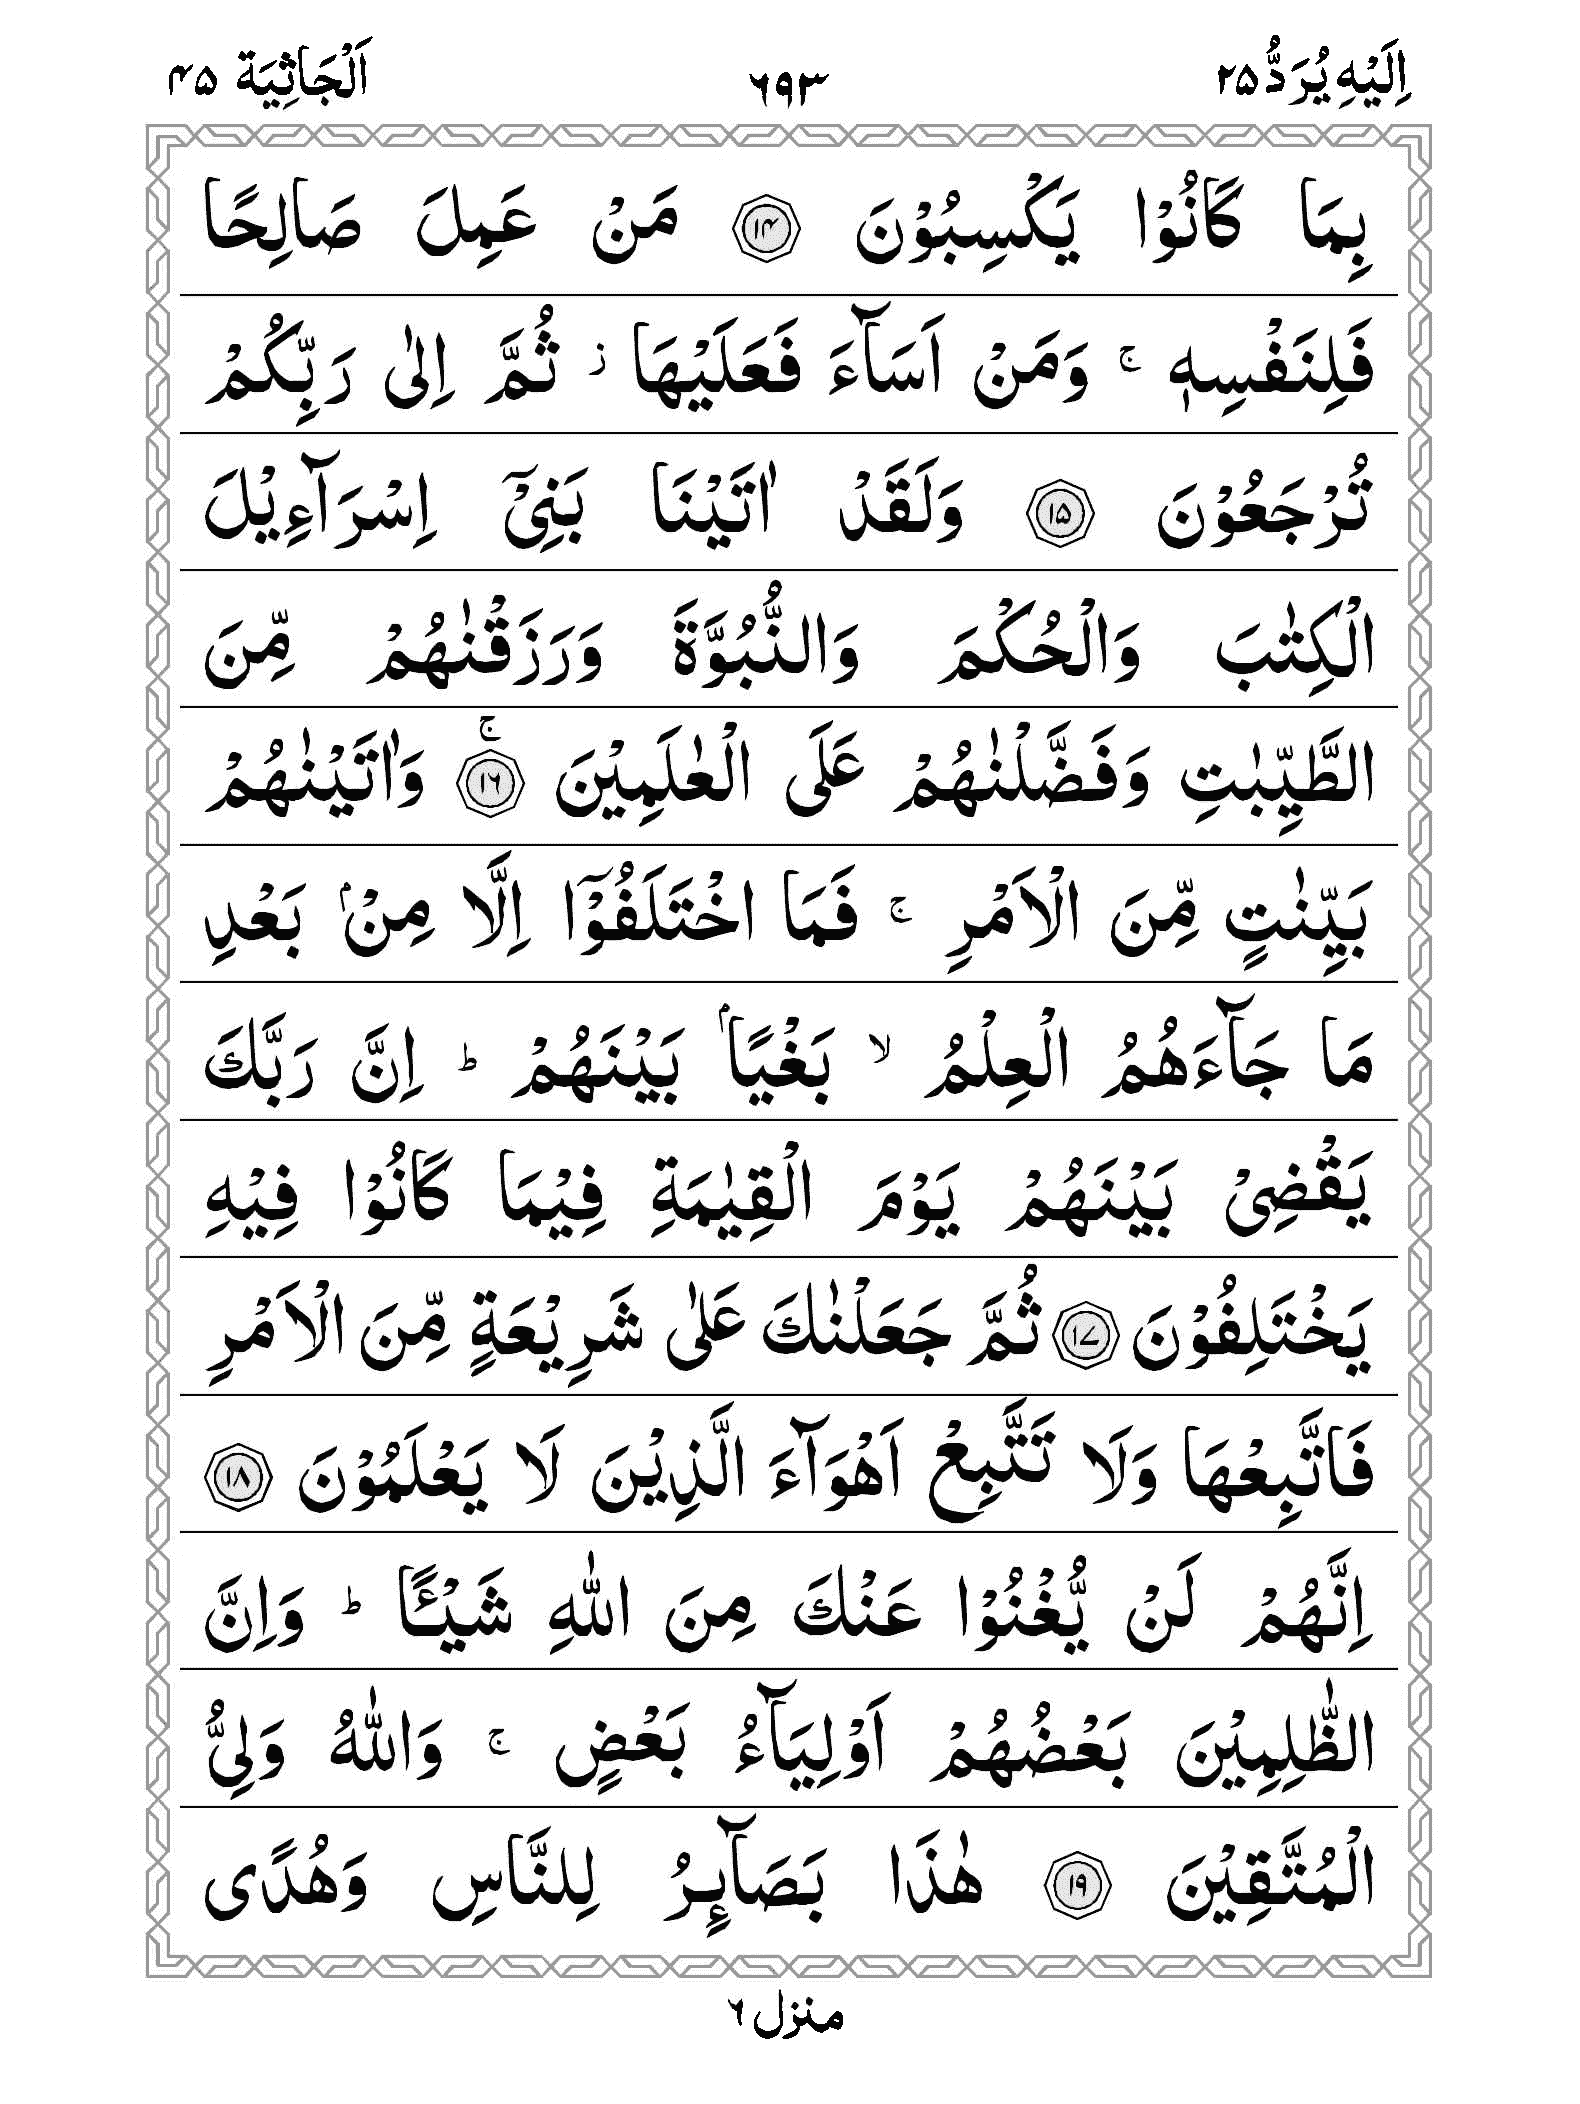 اِلَيْهِ يُرَدُّ ٢٥ ٦٩٣ اَلْجَاثِيَة ٤٥
بِمَا كَانُوْا يَكْسِبُوْنَ ١٤ مَنْ عَمِلَ صَالِحًا
فَلِنَفْسِهٖ ۚ وَمَنْ اَسَآءَ فَعَلَيْهَا ز ثُمَّ اِلٰى رَبِّكُمْ
تُرْجَعُوْنَ ١٥ وَلَقَدْ اٰتَيْنَا بَنِيْٓ اِسْرَآءِيْلَ
الْكِتٰبَ وَالْحُكْمَ وَالنُّبُوَّةَ وَرَزَقْنٰهُمْ مِّنَ
الطَّيِّبٰتِ وَفَضَّلْنٰهُمْ عَلَى الْعٰلَمِيْنَ ١٦ ۚ وَاٰتَيْنٰهُمْ
بَيِّنٰتٍ مِّنَ الْاَمْرِ ۚ فَمَا اخْتَلَفُوْٓا اِلَّا مِنْۢ بَعْدِ
مَا جَآءَهُمُ الْعِلْمُ ۙ بَغْيًاۢ بَيْنَهُمْ ؕ اِنَّ رَبَّكَ
يَقْضِيْ بَيْنَهُمْ يَوْمَ الْقِيٰمَةِ فِيْمَا كَانُوْا فِيْهِ
يَخْتَلِفُوْنَ ١٧ ثُمَّ جَعَلْنٰكَ عَلٰى شَرِيْعَةٍ مِّنَ الْاَمْرِ
فَاتَّبِعْهَا وَلَا تَتَّبِعْ اَهْوَآءَ الَّذِيْنَ لَا يَعْلَمُوْنَ ١٨
اِنَّهُمْ لَنْ يُّغْنُوْا عَنْكَ مِنَ اللّٰهِ شَيْـًٔا ؕ وَاِنَّ
الظّٰلِمِيْنَ بَعْضُهُمْ اَوْلِيَآءُ بَعْضٍ ۚ وَاللّٰهُ وَلِيُّ
الْمُتَّقِيْنَ ١٩ هٰذَا بَصَآئِرُ لِلنَّاسِ وَهُدًى
منزل ٦